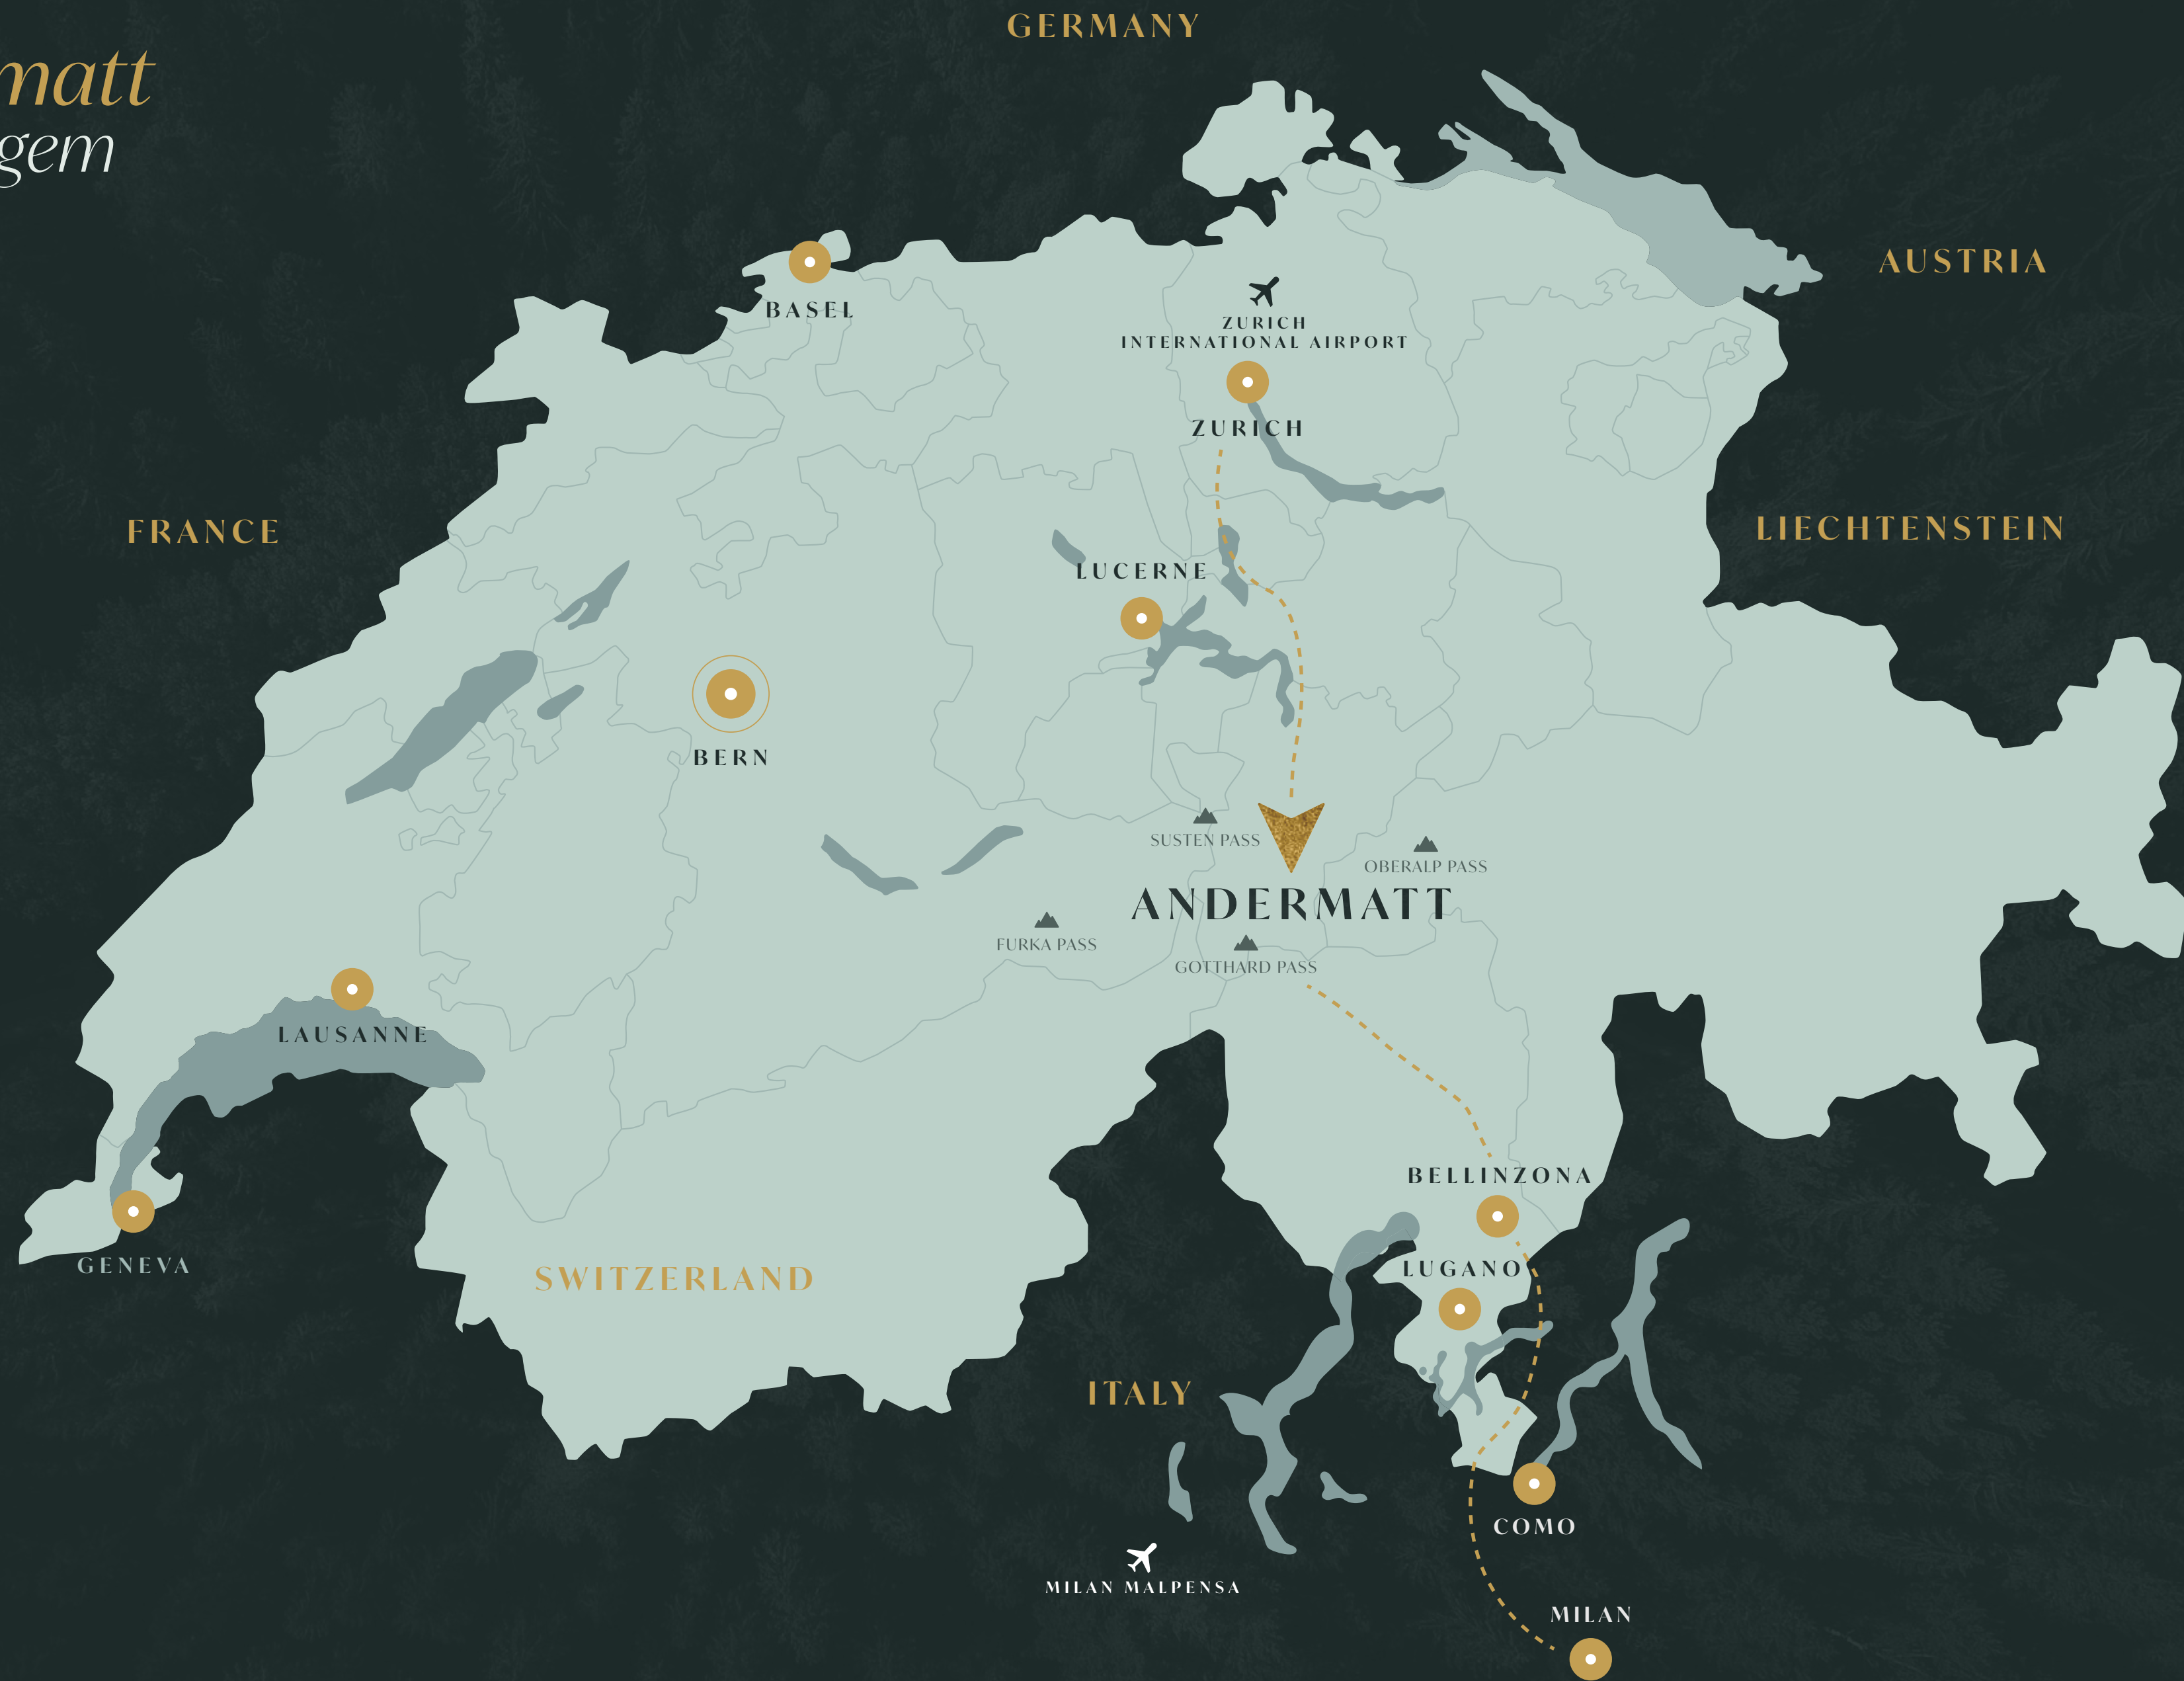 GERMANY
matt
gem
AUSTRIA
BASEL
ZURICH
INTERNATIONAL AIRPORT
ZURICH
FRANCE
LIECHTENSTEIN
LUCERNE
BERN
SUSTEN PASS
OBERALP PASS
ANDERMATT
FURKA PASS
GOTTHARD PASS
LAUSANNE
BELLINZONA
GENEVA
LUGANO
SWITZERLAND
ITALY
COMO
MILAN MALPENSA
MILAN